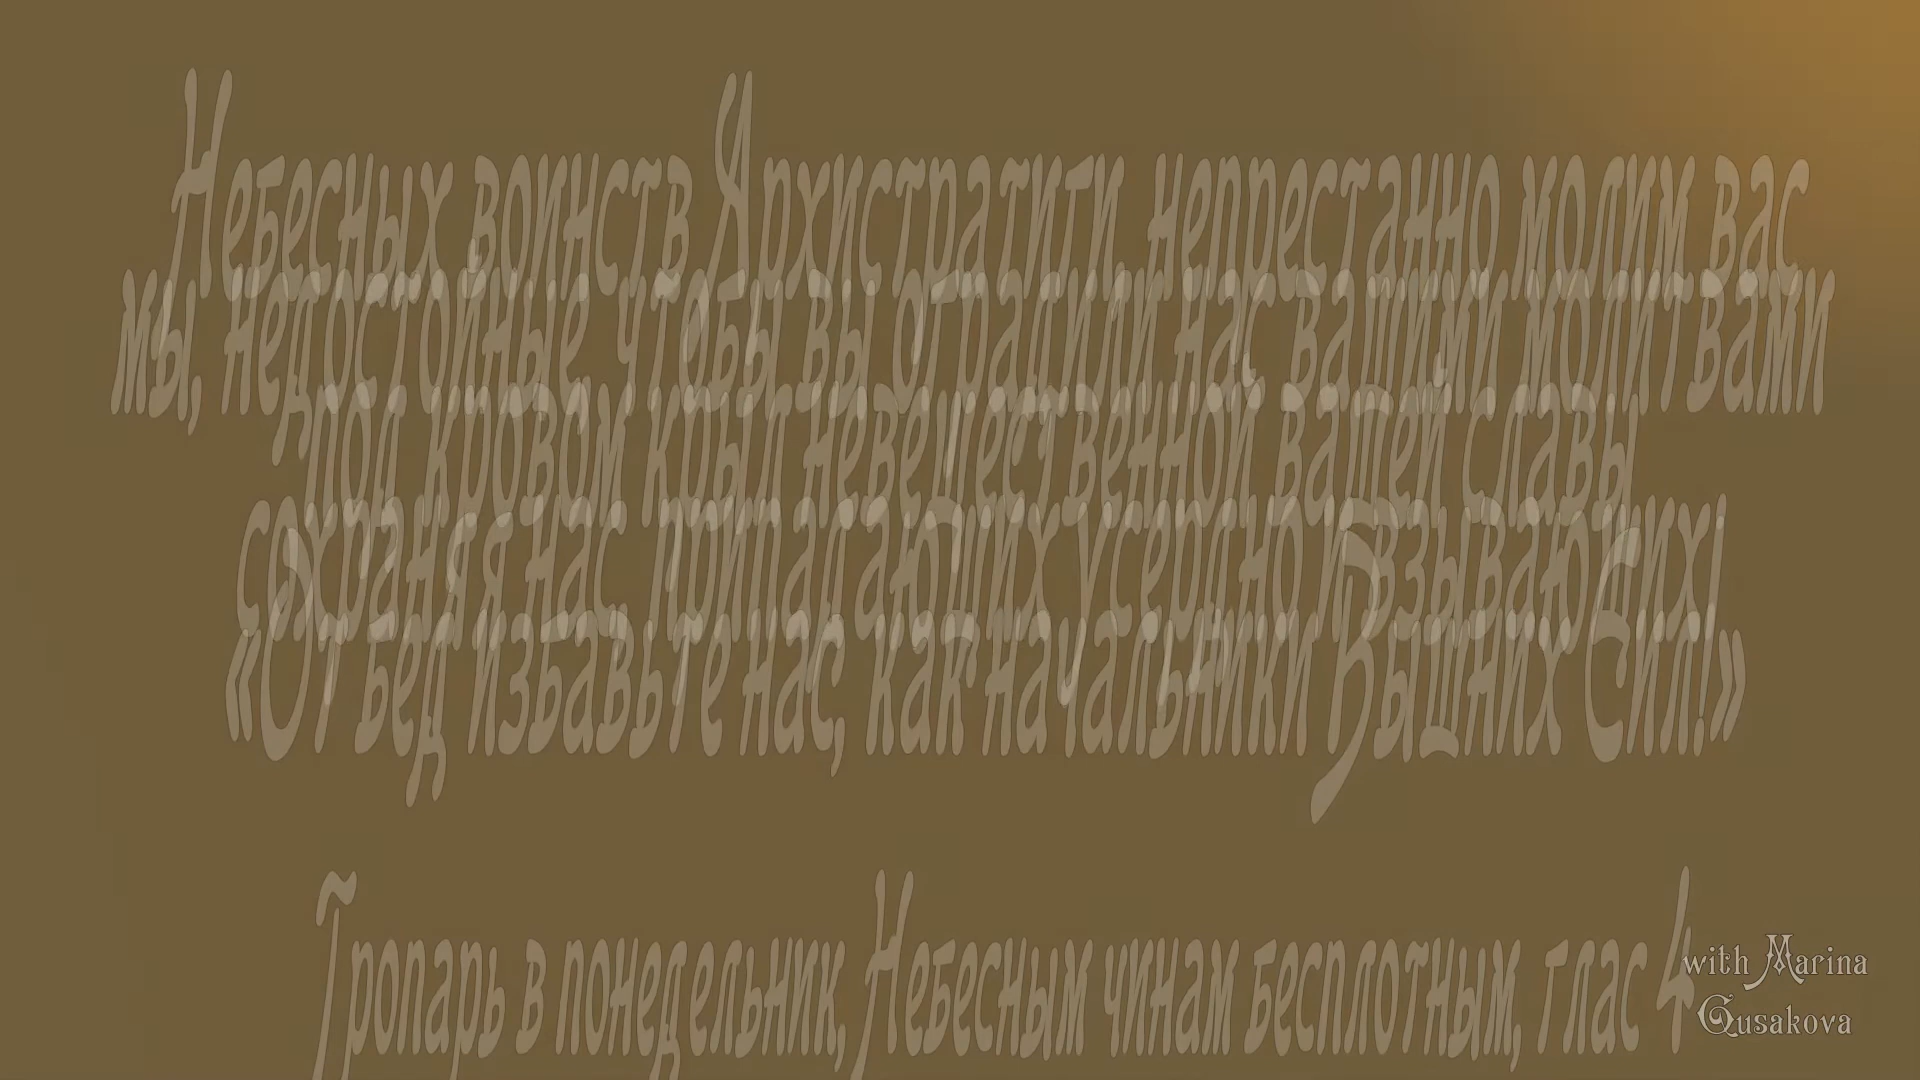 Небесных воинств Архистратиги, непрестанно молим вас
мы, недостойные, чтобы вы оградили нас вашими молитвами
под кровом крыл невещественной вашей славы
сохраняя нас, припадающих усердно и взывающих!
«От бед избавьте нас, как начальники Вышних Сил!»
Тропарь в понедельник, Небесным чинам бесплотным, глас 4
with Marina
Gusakova